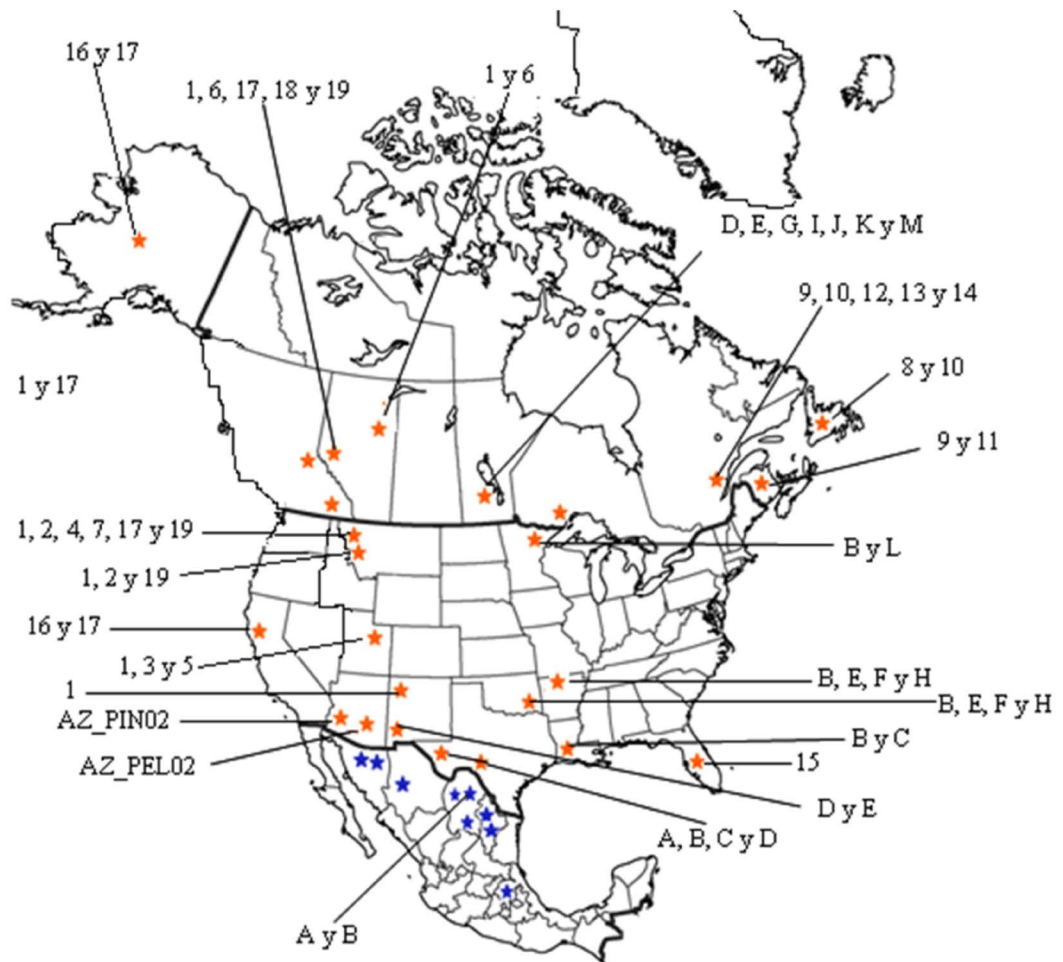 16 y 17
1, 6, 17, 18 y 19
1 y 6
D, E, G, I, J, K y M
9, 10, 12, 13 y 14
1 y 17
8 y 10
9 y 11
1, 2, 4, 7, 17 y 19
B y L
1, 2 y 19
16 y 17
1, 3 y 5
1
B, E, F y H
B, E, F y H
AZ_PIN02
B y C
AZ_PEL02
15
D y E
A, B, C y D
A y B